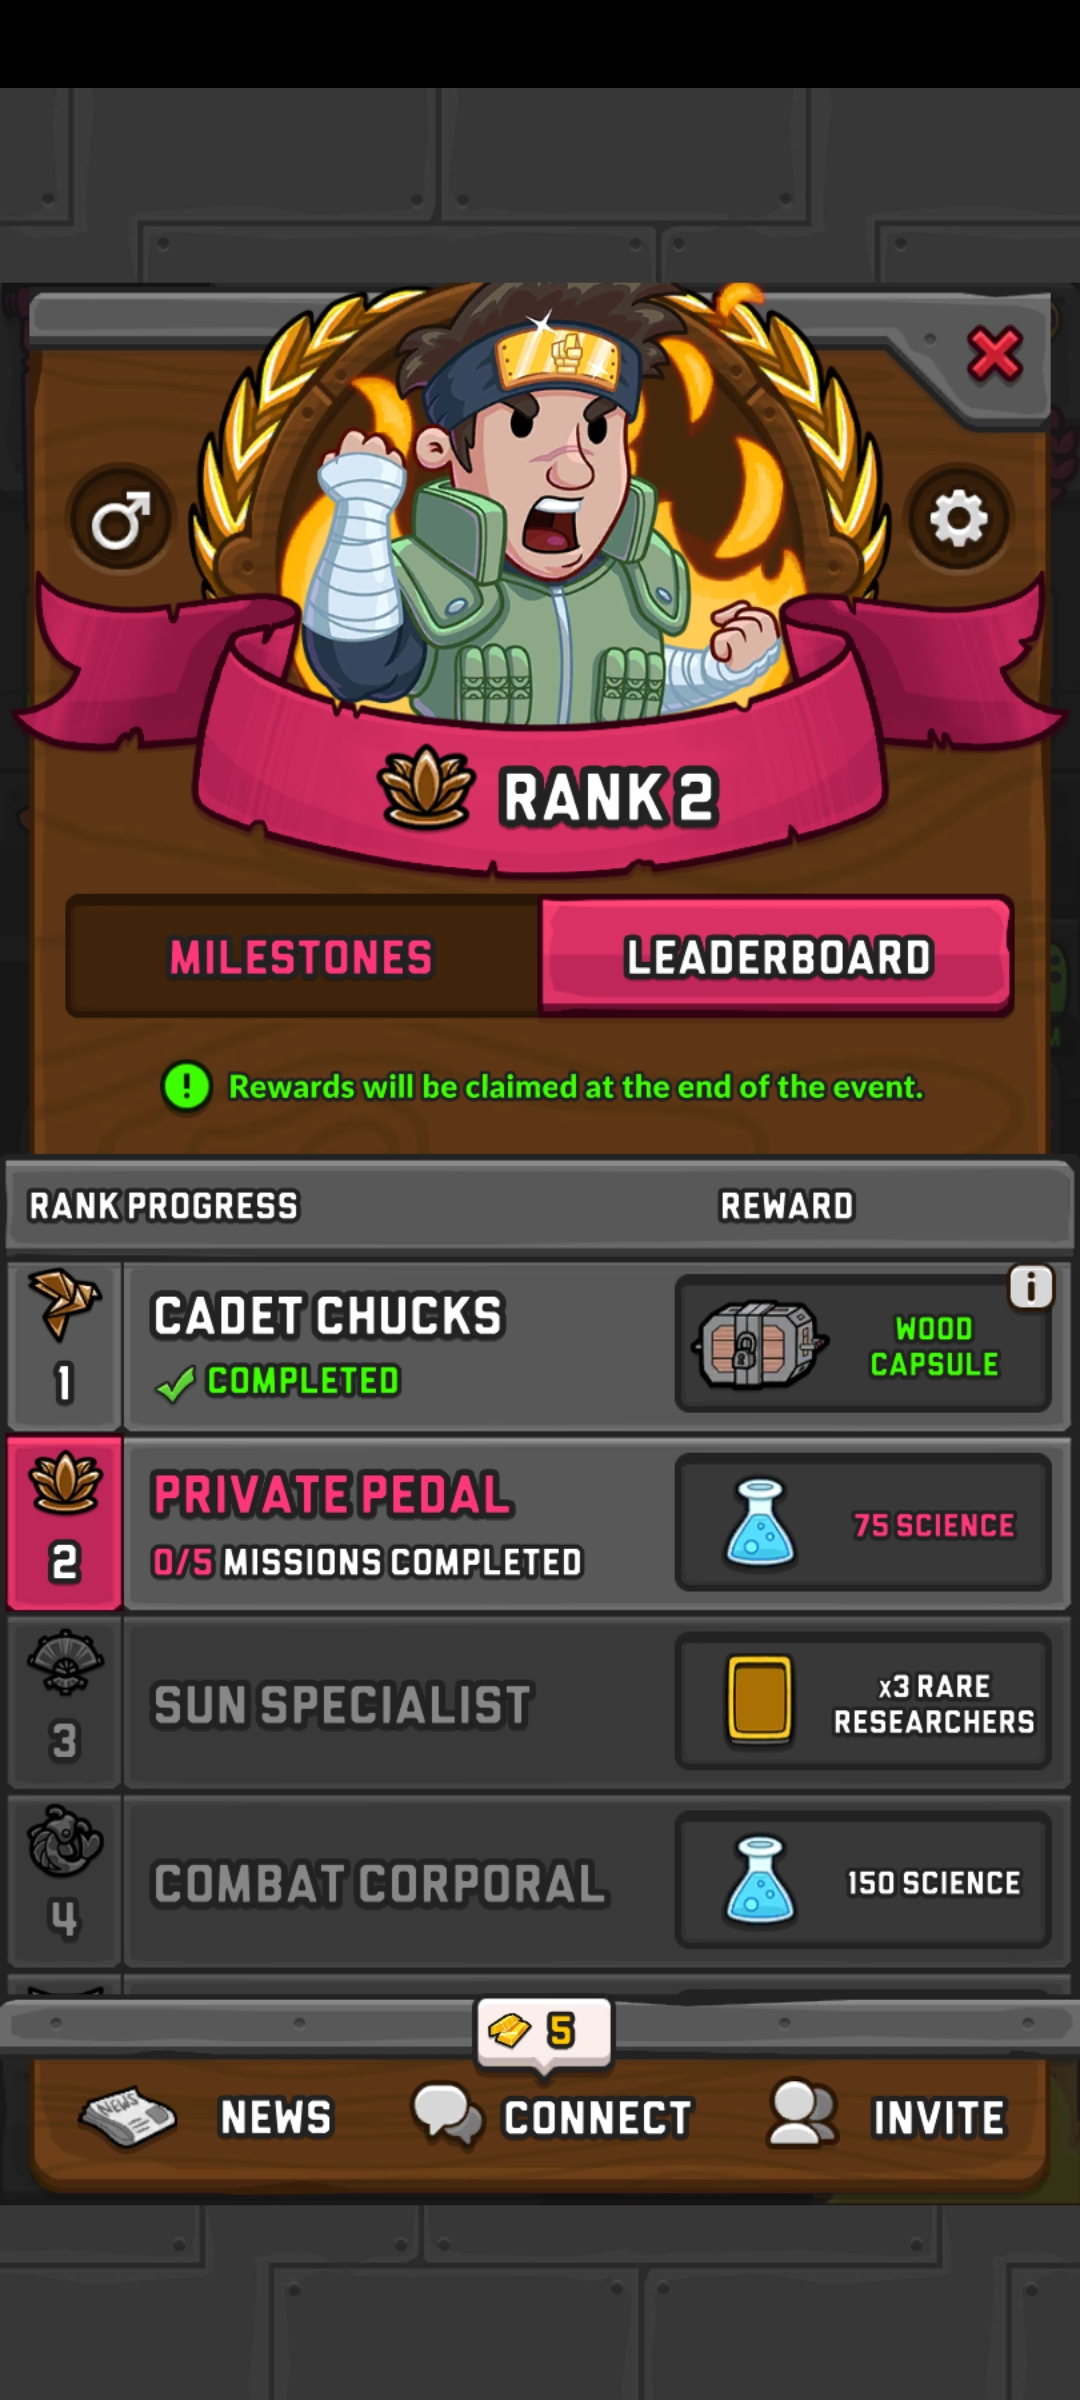 RANK 2
MILESTONES
LEADERBOARD
! Rewards will be claimed at the end of the event.
RANK PROGRESS
REWARD
1
CADET CHUCKS
COMPLETED
WOOD
CAPSULE
i
2
PRIVATE PEDAL
0/5 MISSIONS COMPLETED
75 SCIENCE
3
SUN SPECIALIST
x3 RARE
RESEARCHERS
4
COMBAT CORPORAL
150 SCIENCE
5
NEWS
NEWS
CONNECT
INVITE